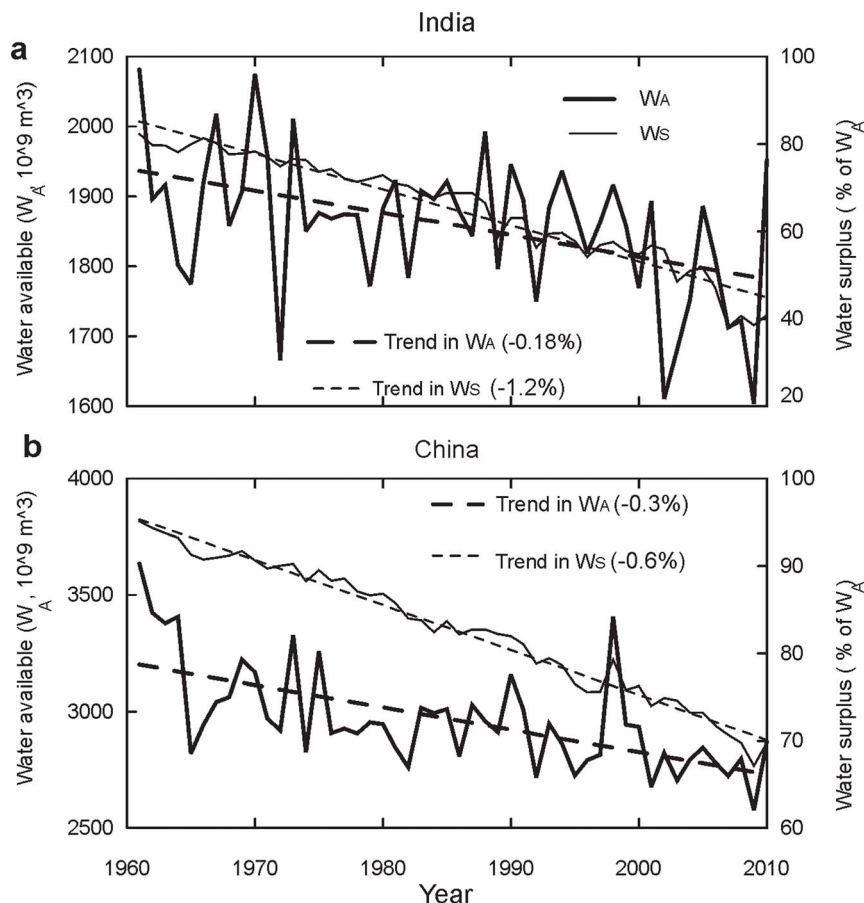 India
a
2100
2000
1900
1800
1700
1600
Water available (WA, 10^9 m^3)
100
80
60
40
20
Water surplus ( % of WA)
WA
WS
Trend in WA (-0.18%)
Trend in WS (-1.2%)
b
China
4000
3500
3000
2500
Water available (WA, 10^9 m^3)
100
90
80
70
60
Water surplus ( % of WA)
Trend in WA (-0.3%)
Trend in WS (-0.6%)
1960 1970 1980 1990 2000 2010
Year